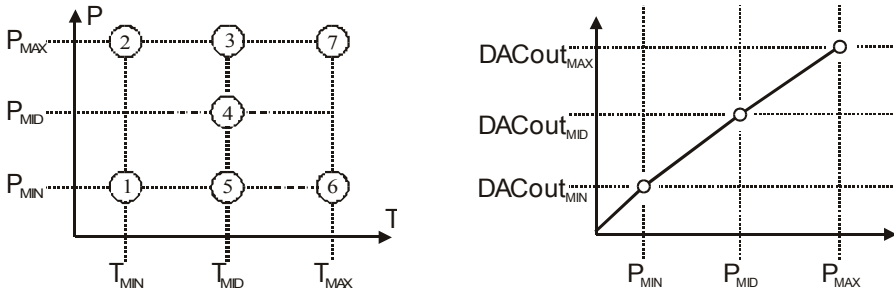 P
P_MAX 2 3 7
P_MID 4
P_MIN 1 5 6
T
T_MIN T_MID T_MAX
DACout_MAX
DACout_MID
DACout_MIN
P_MIN P_MID P_MAX